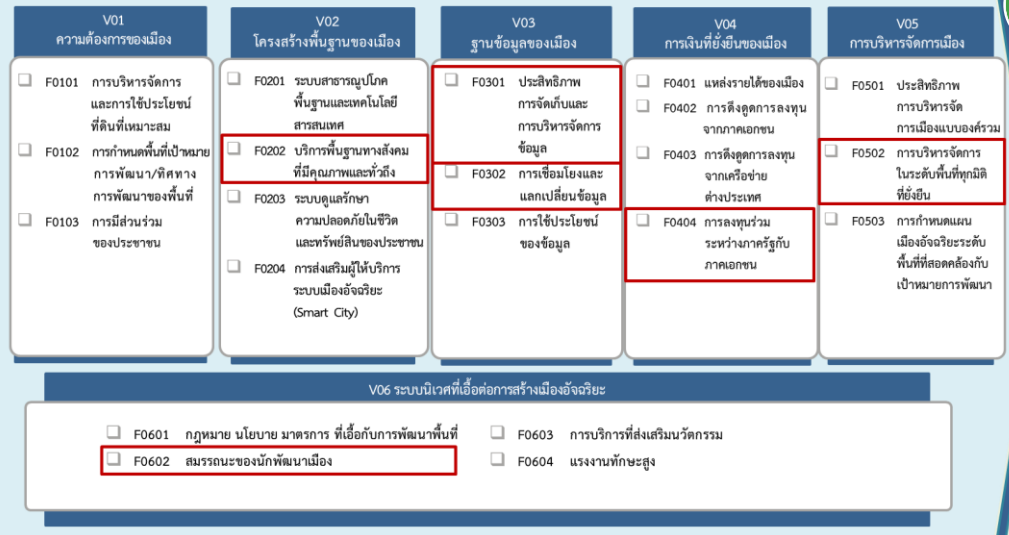 V01
ความต้องการของเมือง
F0101 การบริหารจัดการ
และการใช้ประโยชน์
ที่ดินที่เหมาะสม
F0102 การกำหนดพื้นที่เป้าหมาย
การพัฒนา/ทิศทาง
การพัฒนาของพื้นที่
F0103 การมีส่วนร่วม
ของประชาชน
V02
โครงสร้างพื้นฐานของเมือง
F0201 ระบบสาธารณูปโภค
พื้นฐานและเทคโนโลยี
สารสนเทศ
F0202 บริการพื้นฐานทางสังคม
ที่มีคุณภาพและทั่วถึง
F0203 ระบบดูแลรักษา
ความปลอดภัยในชีวิต
และทรัพย์สินของประชาชน
F0204 การส่งเสริมผู้ให้บริการ
ระบบเมืองอัจฉริยะ
(Smart City)
V03
ฐานข้อมูลของเมือง
F0301 ประสิทธิภาพ
การจัดเก็บและ
การบริหารจัดการ
ข้อมูล
F0302 การเชื่อมโยงและ
แลกเปลี่ยนข้อมูล
F0303 การใช้ประโยชน์
ของข้อมูล
V04
การเงินที่ยั่งยืนของเมือง
F0401 แหล่งรายได้ของเมือง
F0402 การดึงดูดการลงทุน
จากภาคเอกชน
F0403 การดึงดูดการลงทุน
จากเครือข่าย
ต่างประเทศ
F0404 การลงทุนร่วม
ระหว่างภาครัฐกับ
ภาคเอกชน
V05
การบริหารจัดการเมือง
F0501 ประสิทธิภาพ
การบริหารจัด
การเมืองแบบองค์รวม
F0502 การบริหารจัดการ
ในระดับพื้นที่ทุกมิติ
ที่ยั่งยืน
F0503 การกำหนดแผน
เมืองอัจฉริยะระดับ
พื้นที่ที่สอดคล้องกับ
เป้าหมายการพัฒนา
V06 ระบบนิเวศที่เอื้อต่อการสร้างเมืองอัจฉริยะ
F0601 กฎหมาย นโยบาย มาตรการ ที่เอื้อกับการพัฒนาพื้นที่
F0602 สมรรถนะของนักพัฒนาเมือง
F0603 การบริการที่ส่งเสริมนวัตกรรม
F0604 แรงงานทักษะสูง